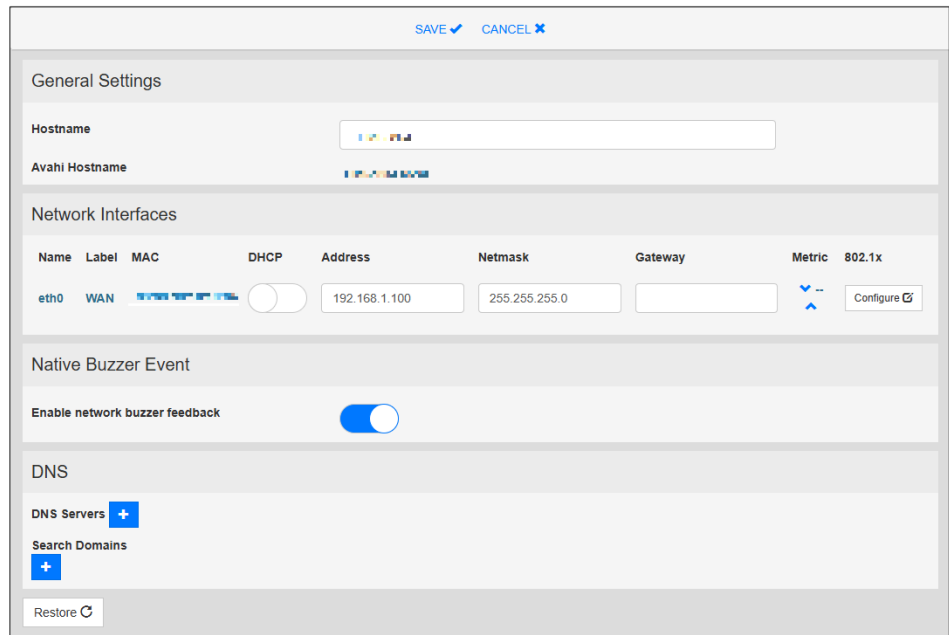 SAVE CANCEL
General Settings
Hostname
Avahi Hostname
Network Interfaces
Name Label MAC DHCP Address Netmask Gateway Metric 802.1x
eth0 WAN 192.168.1.100 255.255.255.0 -- Configure
Native Buzzer Event
Enable network buzzer feedback
DNS
DNS Servers +
Search Domains
+
Restore